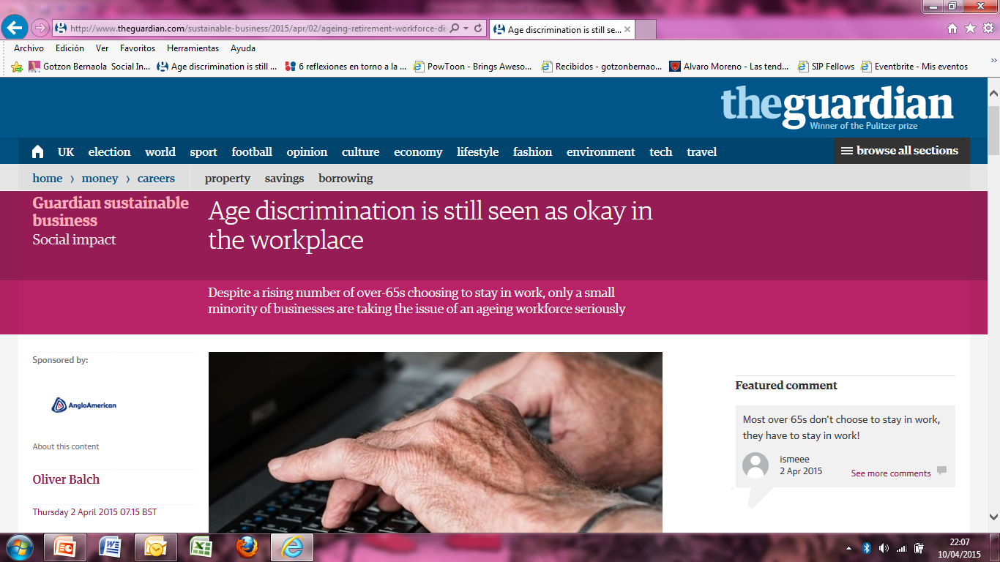 http://www.theguardian.com/sustainable-business/2015/apr/02/ageing-retirement-workforce-di
Age discrimination is still se...
Archivo Edición Ver Favoritos Herramientas Ayuda
Gotzon Bernaola Social In... Age discrimination is still ... 6 reflexiones en torno a la ... PowToon - Brings Aweso... Recibidos - gotzonbernao... Alvaro Moreno - Las tend... SIP Fellows Eventbrite - Mis eventos
theguardian
Winner of the Pulitzer prize
UK election world sport football opinion culture economy lifestyle fashion environment tech travel browse all sections
home › money › careers property savings borrowing
Guardian sustainable
business
Social impact
Age discrimination is still seen as okay in
the workplace
Despite a rising number of over-65s choosing to stay in work, only a small
minority of businesses are taking the issue of an ageing workforce seriously
Sponsored by:
AngloAmerican
About this content
Oliver Balch
Thursday 2 April 2015 07.15 BST
Featured comment
Most over 65s don't choose to stay in work,
they have to stay in work!
ismeee
2 Apr 2015
See more comments
22:07
10/04/2015